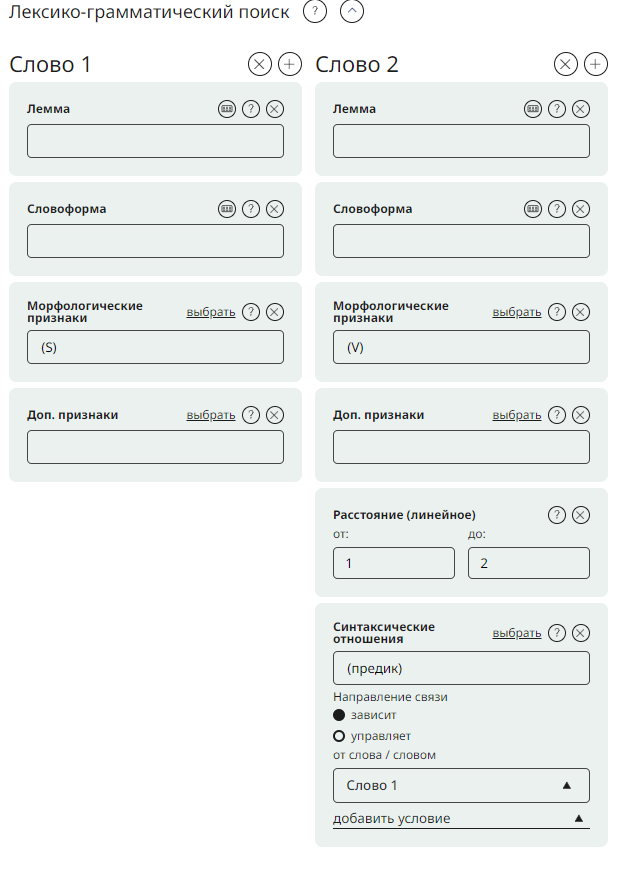 Лексико-грамматический поиск ?
Слово 1
Лемма ?
Словоформа ?
Морфологические признаки выбрать ?
(S)
Доп. признаки выбрать ?
Слово 2
Лемма ?
Словоформа ?
Морфологические признаки выбрать ?
(V)
Доп. признаки выбрать ?
Расстояние (линейное) ?
от: до:
1 2
Синтаксические отношения выбрать ?
(предик)
Направление связи
зависит
управляет
от слова / словом
Слово 1
добавить условие